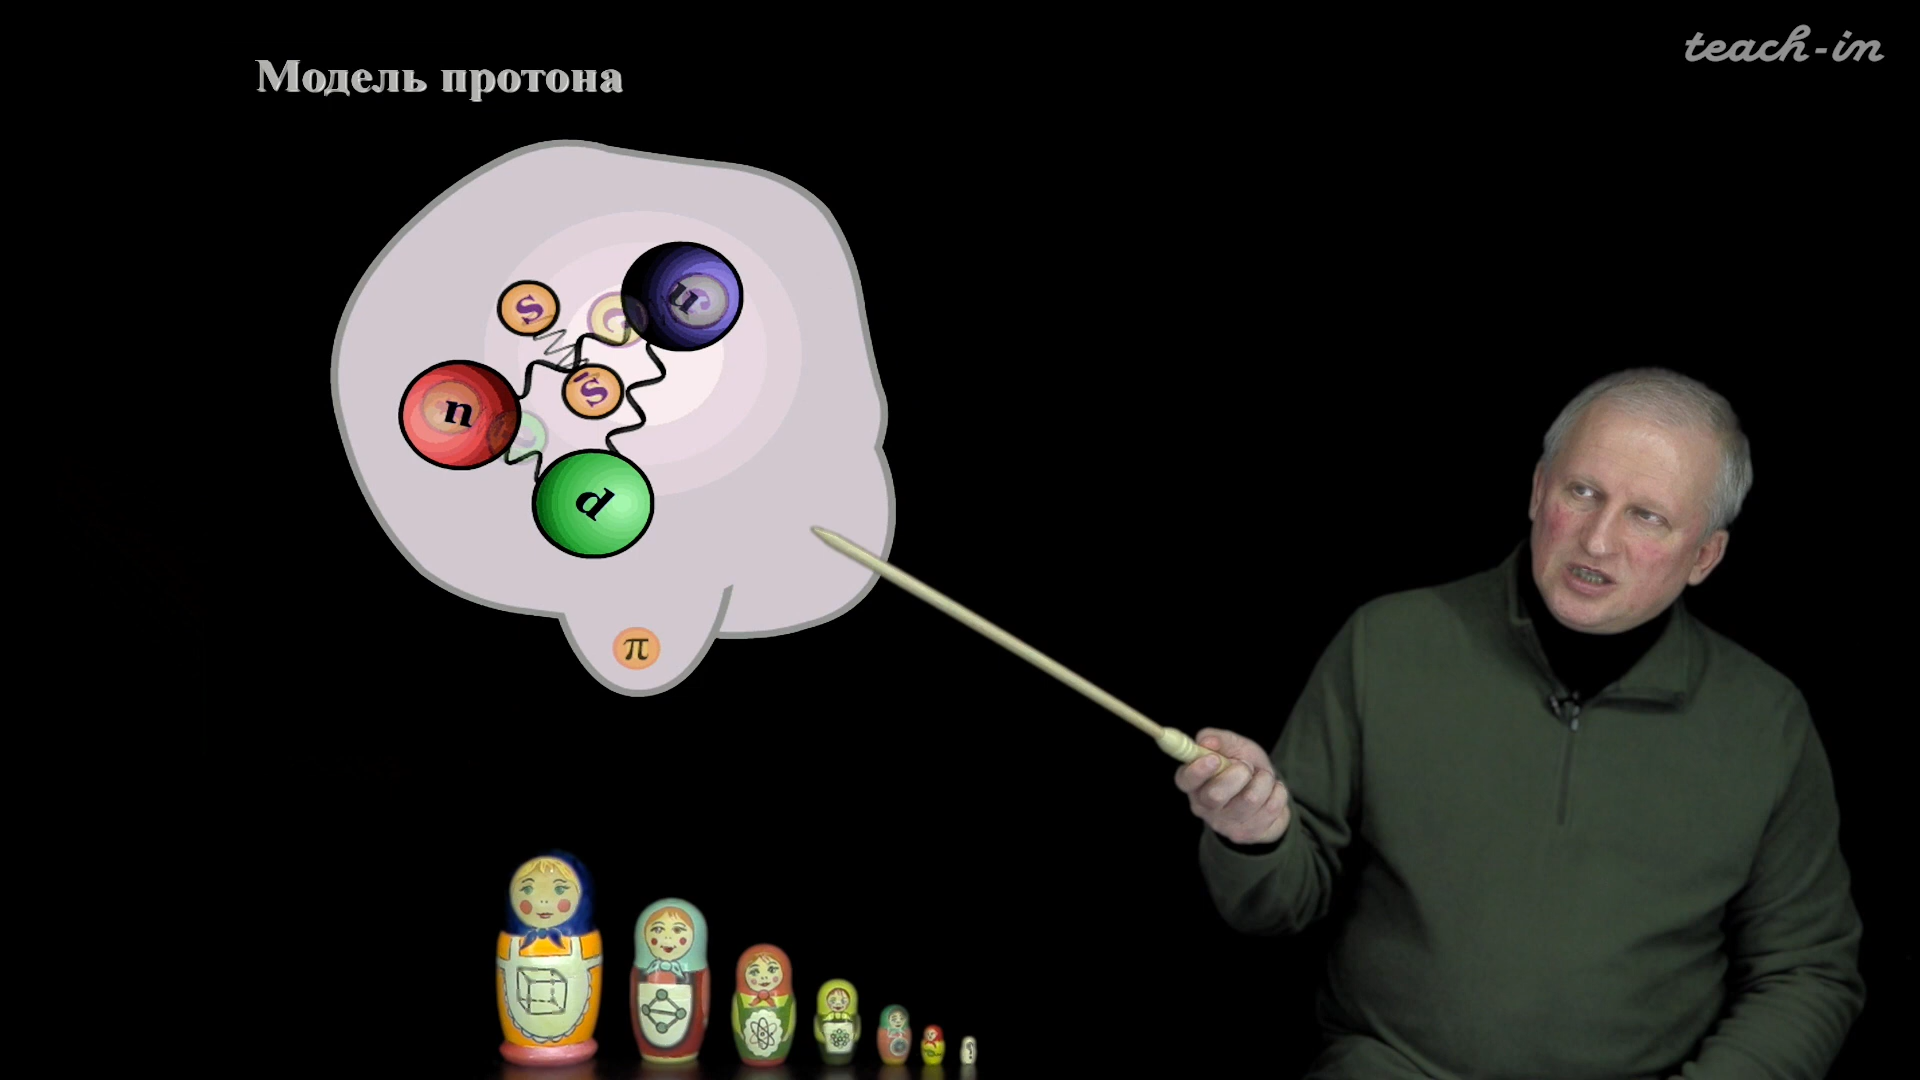 Модель протона
teach-in
s
u
G
s̄
u
d
π